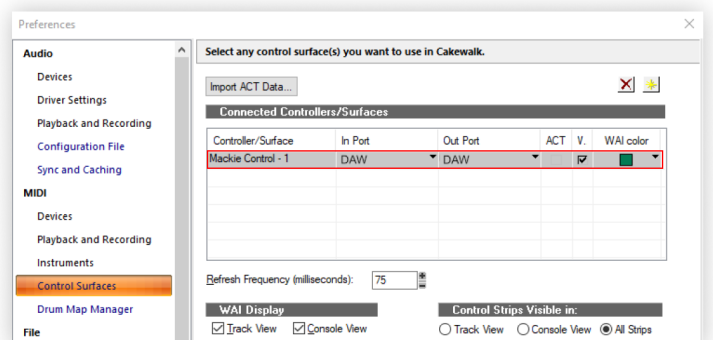 Preferences
Audio
Devices
Driver Settings
Playback and Recording
Configuration File
Sync and Caching
MIDI
Devices
Playback and Recording
Instruments
Control Surfaces
Drum Map Manager
File
Select any control surface(s) you want to use in Cakewalk.
Import ACT Data...
Connected Controllers/Surfaces
Controller/Surface In Port Out Port ACT V. WAI color
Mackie Control - 1 DAW DAW
Refresh Frequency (milliseconds): 75
WAI Display
Track View Console View
Control Strips Visible in:
Track View Console View All Strips